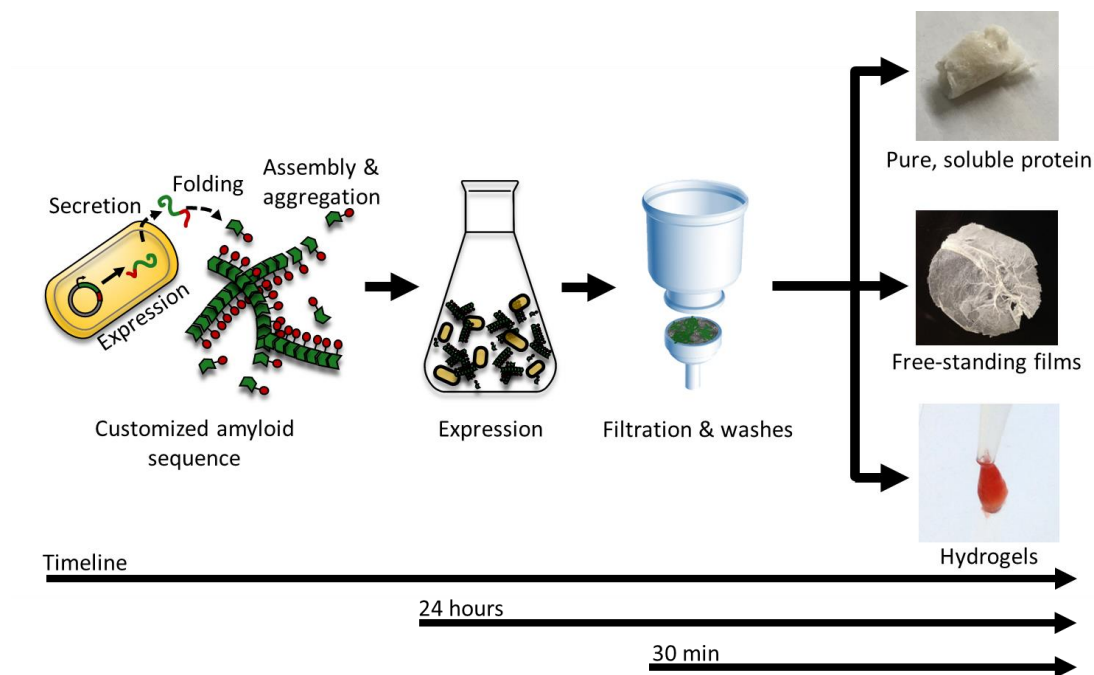 Secretion
Folding
Assembly &
aggregation
Expression
Customized amyloid
sequence
Expression
Filtration & washes
Pure, soluble protein
Free-standing films
Hydrogels
Timeline
24 hours
30 min